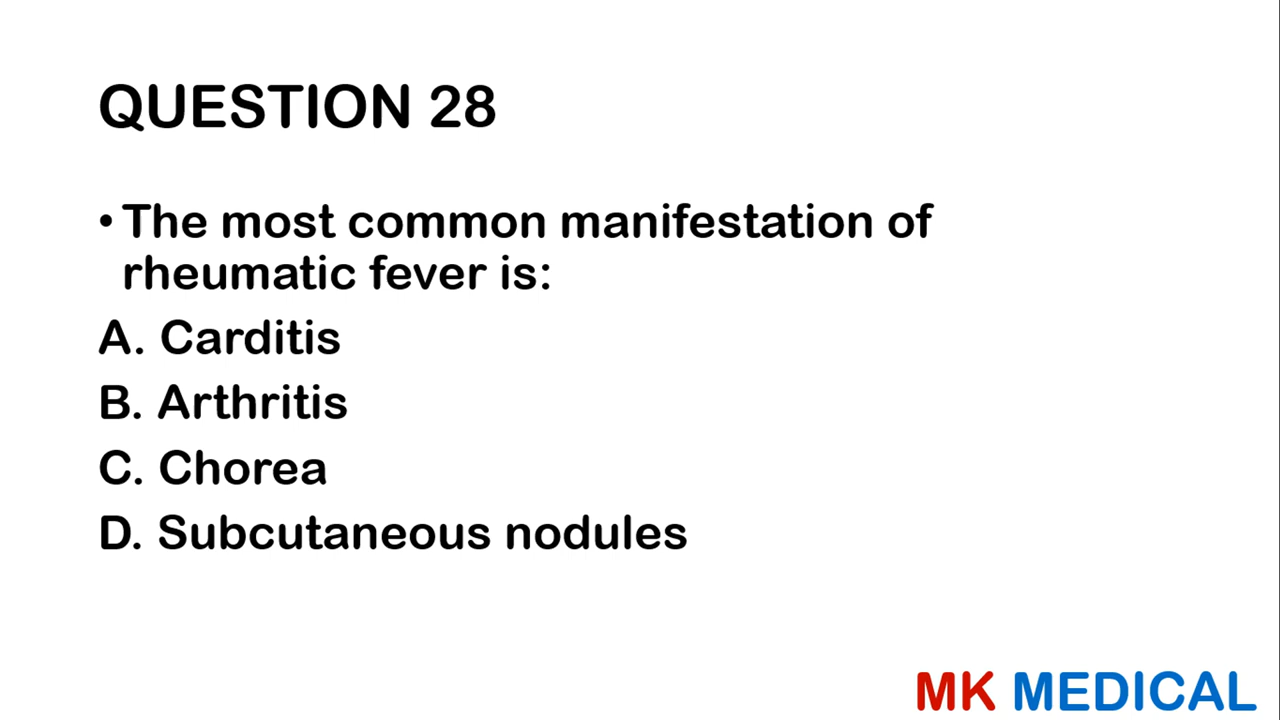 QUESTION 28
• The most common manifestation of
rheumatic fever is:
A. Carditis
B. Arthritis
C. Chorea
D. Subcutaneous nodules
MK MEDICAL